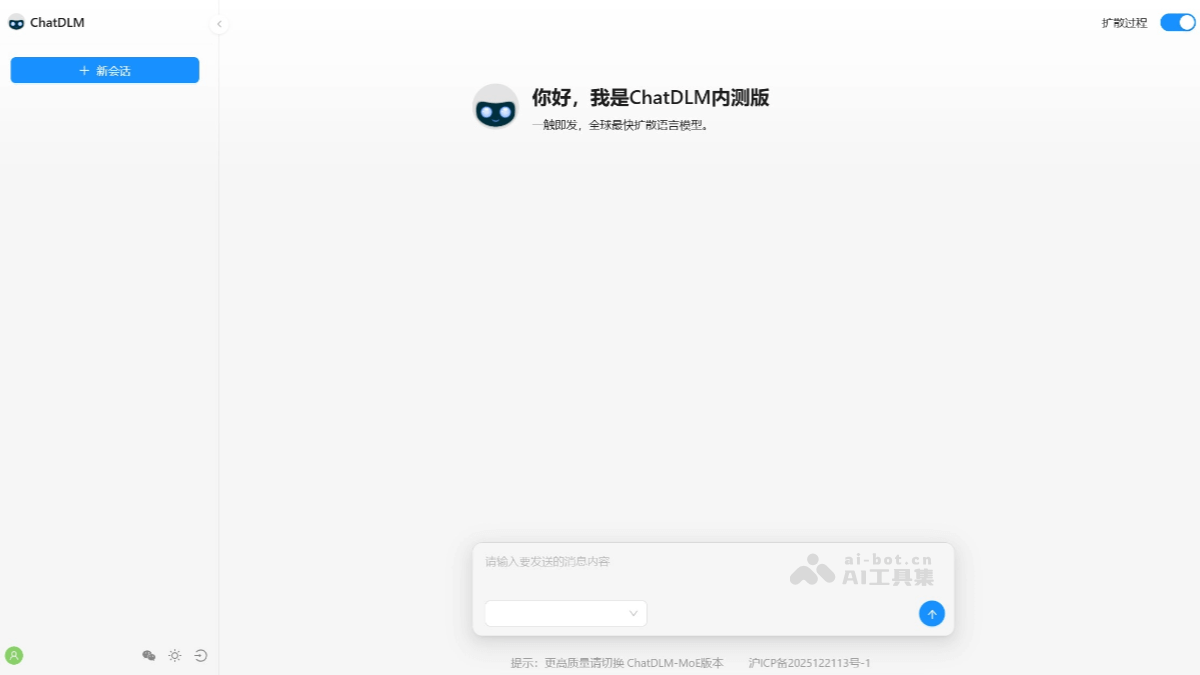 ChatDLM
扩散过程
＋ 新会话
你好，我是ChatDLM内测版
一触即发，全球最快扩散语言模型。
请输入要发送的消息内容
ai-bot.cn
AI工具集
提示：更高质量请切换 ChatDLM-MoE版本 沪ICP备2025122113号-1